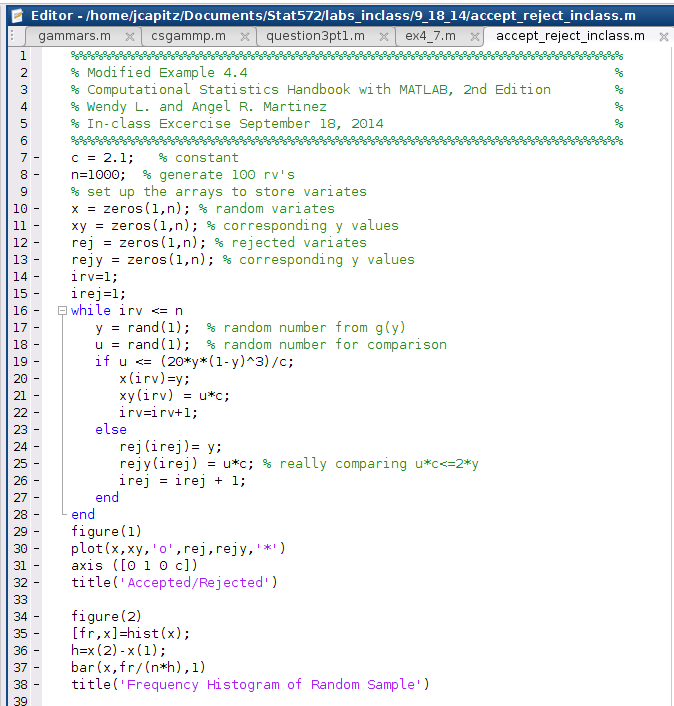 Editor - /home/jcapitz/Documents/Stat572/labs_inclass/9_18_14/accept_reject_inclass.m
gammars.m × csgammp.m × question3pt1.m × ex4_7.m × accept_reject_inclass.m ×
1 %%%%%%%%%%%%%%%%%%%%%%%%%%%%%%%%%%%%%%%%%%%%%%%%%%%%%%%%%%%%%%%%%%%%%%%
2 % Modified Example 4.4 %
3 % Computational Statistics Handbook with MATLAB, 2nd Edition %
4 % Wendy L. and Angel R. Martinez %
5 % In-class Excercise September 18, 2014 %
6 %%%%%%%%%%%%%%%%%%%%%%%%%%%%%%%%%%%%%%%%%%%%%%%%%%%%%%%%%%%%%%%%%%%%%%%
7 - c = 2.1; % constant
8 - n=1000; % generate 100 rv's
9 % set up the arrays to store variates
10 - x = zeros(1,n); % random variates
11 - xy = zeros(1,n); % corresponding y values
12 - rej = zeros(1,n); % rejected variates
13 - rejy = zeros(1,n); % corresponding y values
14 - irv=1;
15 - irej=1;
16 - while irv <= n
17 - y = rand(1); % random number from g(y)
18 - u = rand(1); % random number for comparison
19 - if u <= (20*y*(1-y)^3)/c;
20 - x(irv)=y;
21 - xy(irv) = u*c;
22 - irv=irv+1;
23 - else
24 - rej(irej)= y;
25 - rejy(irej) = u*c; % really comparing u*c<=2*y
26 - irej = irej + 1;
27 - end
28 - end
29 - figure(1)
30 - plot(x,xy,'o',rej,rejy,'*')
31 - axis ([0 1 0 c])
32 - title('Accepted/Rejected')
33
34 - figure(2)
35 - [fr,x]=hist(x);
36 - h=x(2)-x(1);
37 - bar(x,fr/(n*h),1)
38 - title('Frequency Histogram of Random Sample')
39